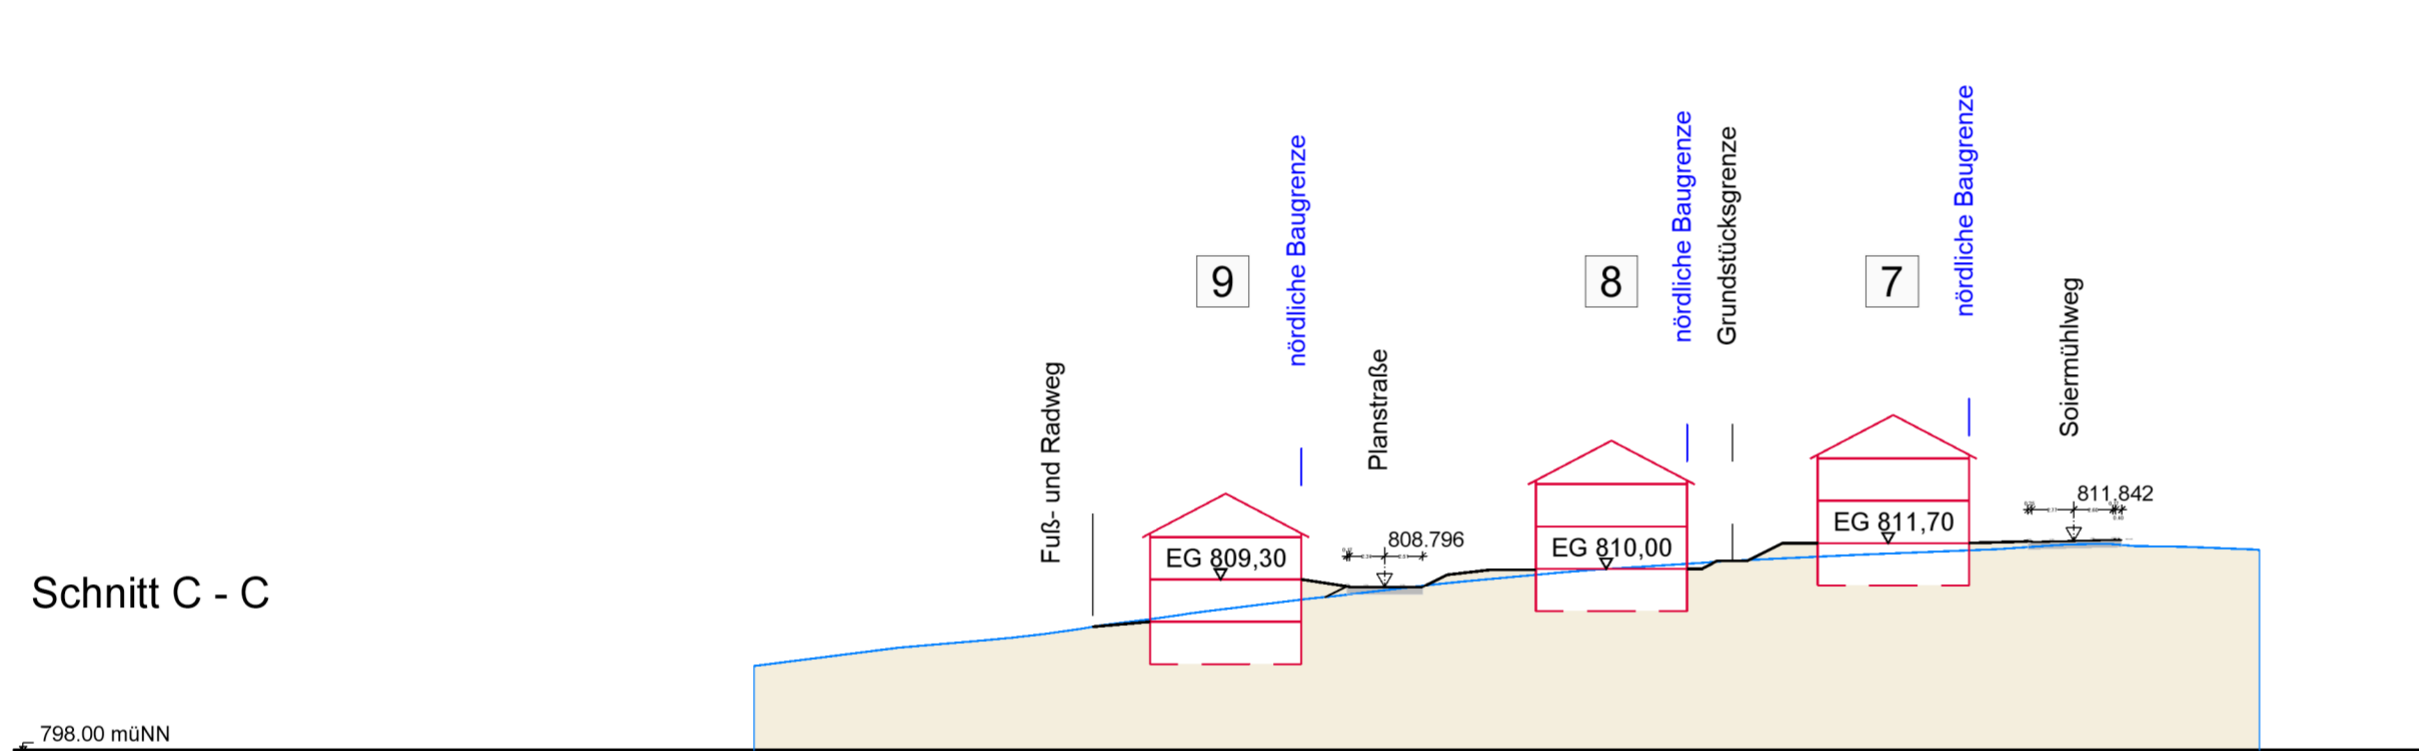 nördliche Baugrenze
nördliche Baugrenze
nördliche Baugrenze
Grundstücksgrenze
9
8
7
Soiermühlweg
Planstraße
Fuß- und Radweg
811.842
EG 811,70
808.796
EG 810,00
EG 809,30
Schnitt C - C
798.00 müNN